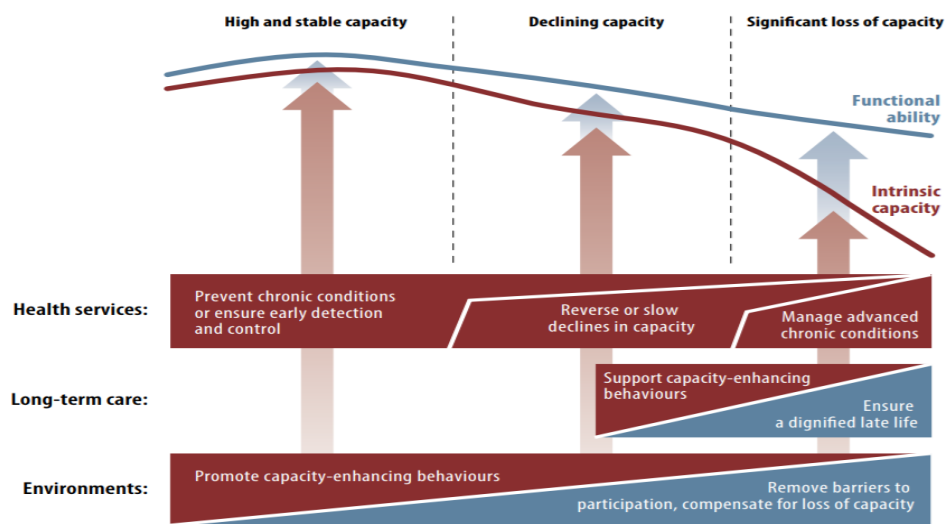 High and stable capacity
Declining capacity
Significant loss of capacity
Functional
ability
Intrinsic
capacity
Health services:
Prevent chronic conditions
or ensure early detection
and control
Reverse or slow
declines in capacity
Manage advanced
chronic conditions
Long-term care:
Support capacity-enhancing
behaviours
Ensure
a dignified late life
Environments:
Promote capacity-enhancing behaviours
Remove barriers to
participation, compensate for loss of capacity